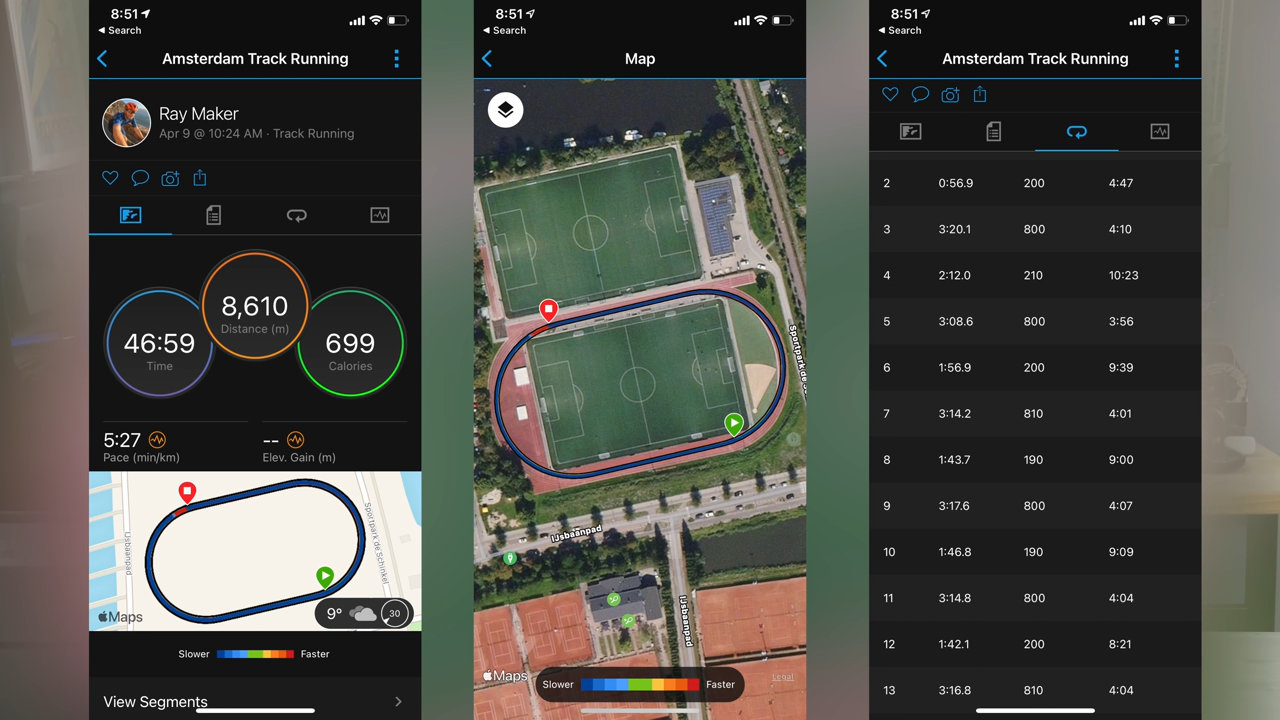 8:51
Search
Amsterdam Track Running
Ray Maker
Apr 9 @ 10:24 AM · Track Running
8,610
Distance (m)
46:59
Time
699
Calories
5:27
Pace (min/km)
--
Elev. Gain (m)
IJsbaanpad
Sportpark de Schinkel
Maps
9°
30
Slower
Faster
View Segments
8:51
Search
Map
Sportpark de S
IJsbaanpad
IJsbaanpad
Maps
Slower
Faster
Legal
8:51
Search
Amsterdam Track Running
2 0:56.9 200 4:47
3 3:20.1 800 4:10
4 2:12.0 210 10:23
5 3:08.6 800 3:56
6 1:56.9 200 9:39
7 3:14.2 810 4:01
8 1:43.7 190 9:00
9 3:17.6 800 4:07
10 1:46.8 190 9:09
11 3:14.8 800 4:04
12 1:42.1 200 8:21
13 3:16.8 810 4:04